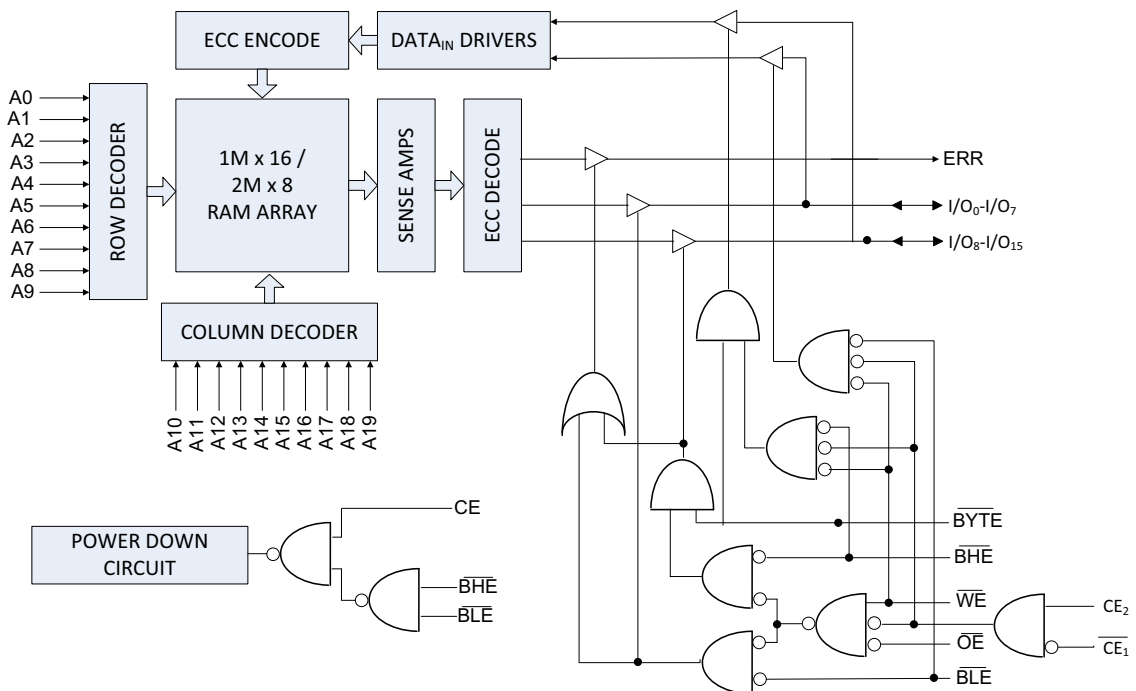 ECC ENCODE
DATAIN DRIVERS
A0
A1
A2
A3
A4
A5
A6
A7
A8
A9
ROW DECODER
1M x 16 /
2M x 8
RAM ARRAY
SENSE AMPS
ECC DECODE
ERR
I/O0-I/O7
I/O8-I/O15
COLUMN DECODER
A10
A11
A12
A13
A14
A15
A16
A17
A18
A19
POWER DOWN
CIRCUIT
CE
BHE
BLE
BYTE
BHE
WE
OE
BLE
CE2
CE1